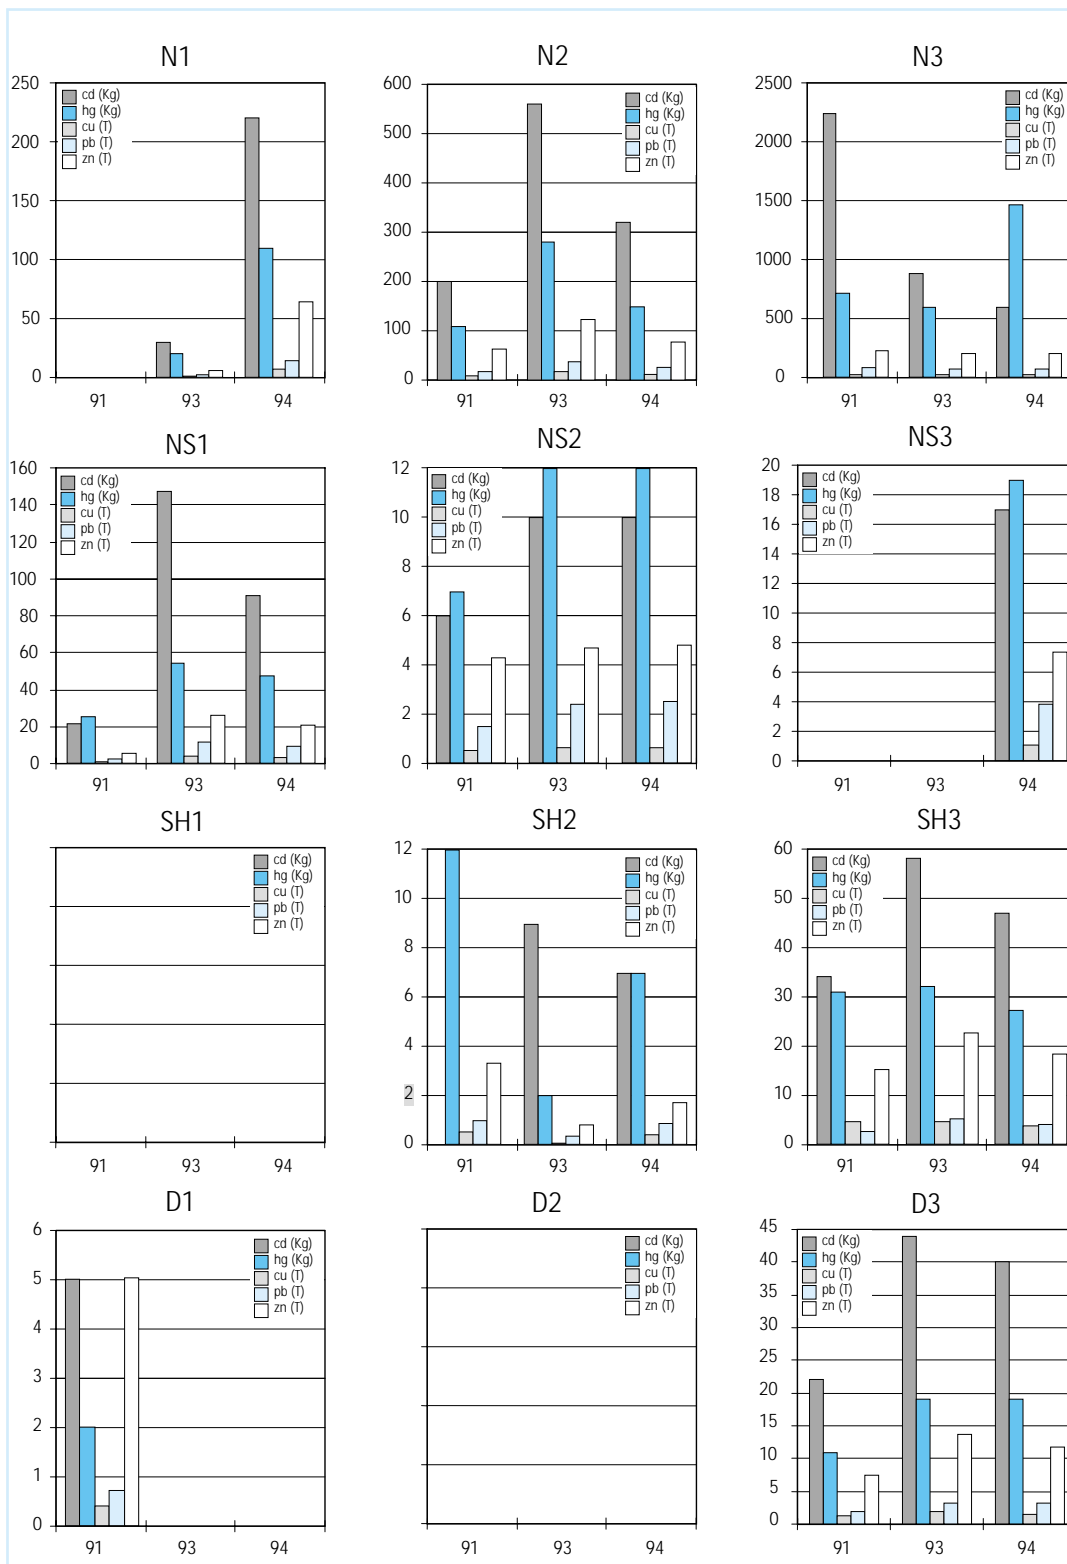 N1
250
200
150
100
50
0
cd (Kg)
hg (Kg)
cu (T)
pb (T)
zn (T)
91 93 94
N2
600
500
400
300
200
100
0
cd (Kg)
hg (Kg)
cu (T)
pb (T)
zn (T)
91 93 94
N3
2500
2000
1500
1000
500
0
cd (Kg)
hg (Kg)
cu (T)
pb (T)
zn (T)
91 93 94
NS1
160
140
120
100
80
60
40
20
0
cd (Kg)
hg (Kg)
cu (T)
pb (T)
zn (T)
91 93 94
NS2
12
10
8
6
4
2
0
cd (Kg)
hg (Kg)
cu (T)
pb (T)
zn (T)
91 93 94
NS3
20
18
16
14
12
10
8
6
4
2
0
cd (Kg)
hg (Kg)
cu (T)
pb (T)
zn (T)
91 93 94
SH1
cd (Kg)
hg (Kg)
cu (T)
pb (T)
zn (T)
91 93 94
SH2
12
10
8
6
4
2
0
cd (Kg)
hg (Kg)
cu (T)
pb (T)
zn (T)
91 93 94
SH3
60
50
40
30
20
10
0
cd (Kg)
hg (Kg)
cu (T)
pb (T)
zn (T)
91 93 94
D1
6
5
4
3
2
1
0
cd (Kg)
hg (Kg)
cu (T)
pb (T)
zn (T)
91 93 94
D2
cd (Kg)
hg (Kg)
cu (T)
pb (T)
zn (T)
91 93 94
D3
45
40
35
30
25
20
15
10
5
0
cd (Kg)
hg (Kg)
cu (T)
pb (T)
zn (T)
91 93 94